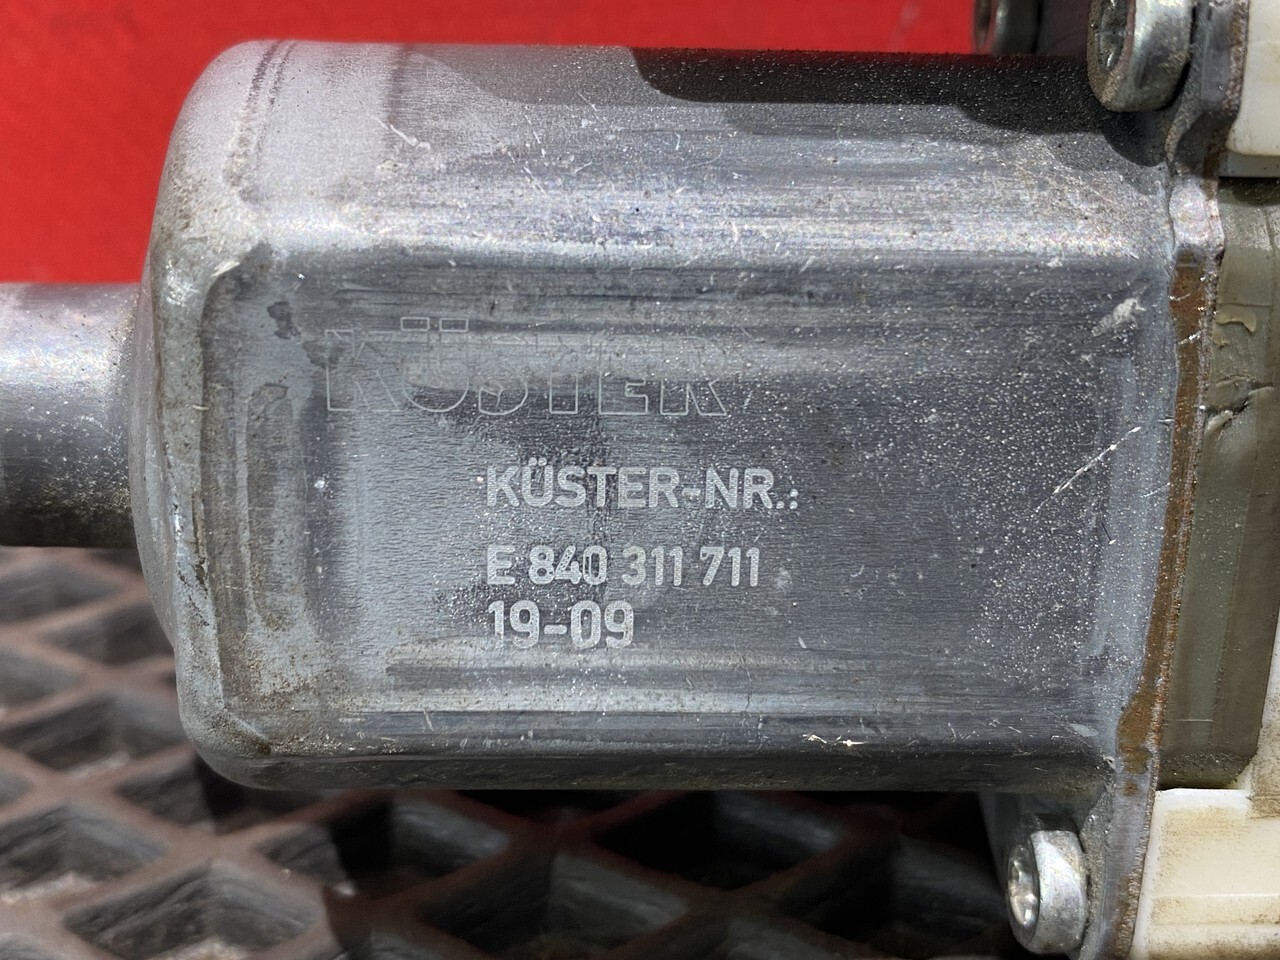 KÜSTER
KÜSTER-NR.:
E 840 311 711
19-09